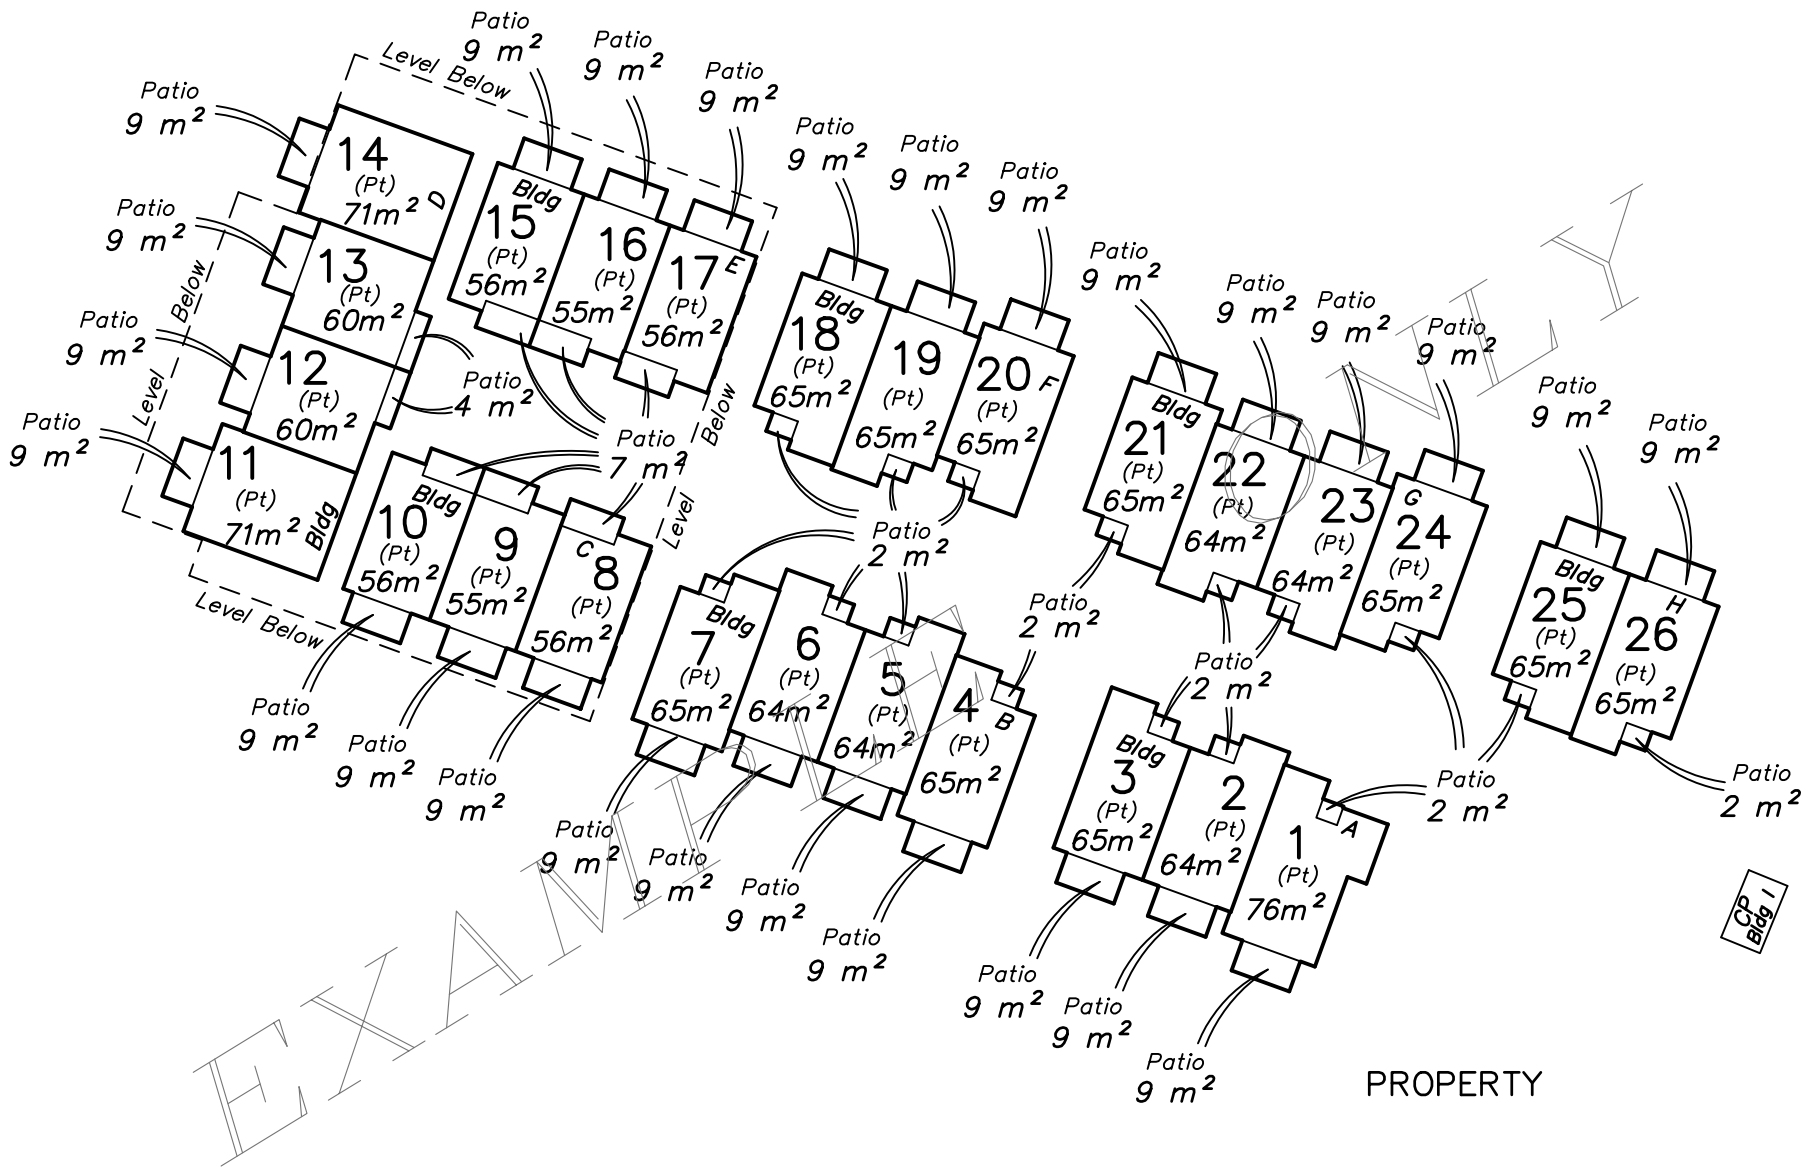 Patio
9 m²
Patio
9 m²
Patio
9 m²
Level Below
Patio
9 m²
14
(Pt)
71m²
D
Patio
9 m²
13
(Pt)
60m²
Level Below
Patio
9 m²
12
(Pt)
60m²
Patio
4 m²
Patio
9 m²
11
(Pt)
71m²
Bldg
Bldg
15
(Pt)
56m²
16
(Pt)
55m²
17
E
(Pt)
56m²
Level Below
Patio
7 m²
Bldg
10
(Pt)
56m²
9
(Pt)
55m²
C
8
(Pt)
56m²
Level Below
Patio
9 m²
Patio
9 m²
Patio
9 m²
Patio
9 m²
Patio
9 m²
Patio
9 m²
Bldg
18
(Pt)
65m²
19
(Pt)
65m²
20
F
(Pt)
65m²
Patio
2 m²
Bldg
7
(Pt)
65m²
6
(Pt)
64m²
5
(Pt)
64m²
4
B
(Pt)
65m²
Patio
9 m²
Patio
9 m²
Patio
9 m²
Patio
9 m²
Patio
9 m²
Patio
9 m²
Patio
9 m²
Patio
9 m²
Bldg
21
(Pt)
65m²
22
(Pt)
64m²
23
(Pt)
64m²
G
24
(Pt)
65m²
Patio
2 m²
Patio
2 m²
Bldg
3
(Pt)
65m²
2
(Pt)
64m²
1
A
(Pt)
76m²
Patio
9 m²
Patio
9 m²
Patio
9 m²
Patio
9 m²
Patio
9 m²
Bldg
25
(Pt)
65m²
H
26
(Pt)
65m²
Patio
2 m²
Patio
2 m²
CP
Bldg I
PROPERTY
EXAMPLE ONLY